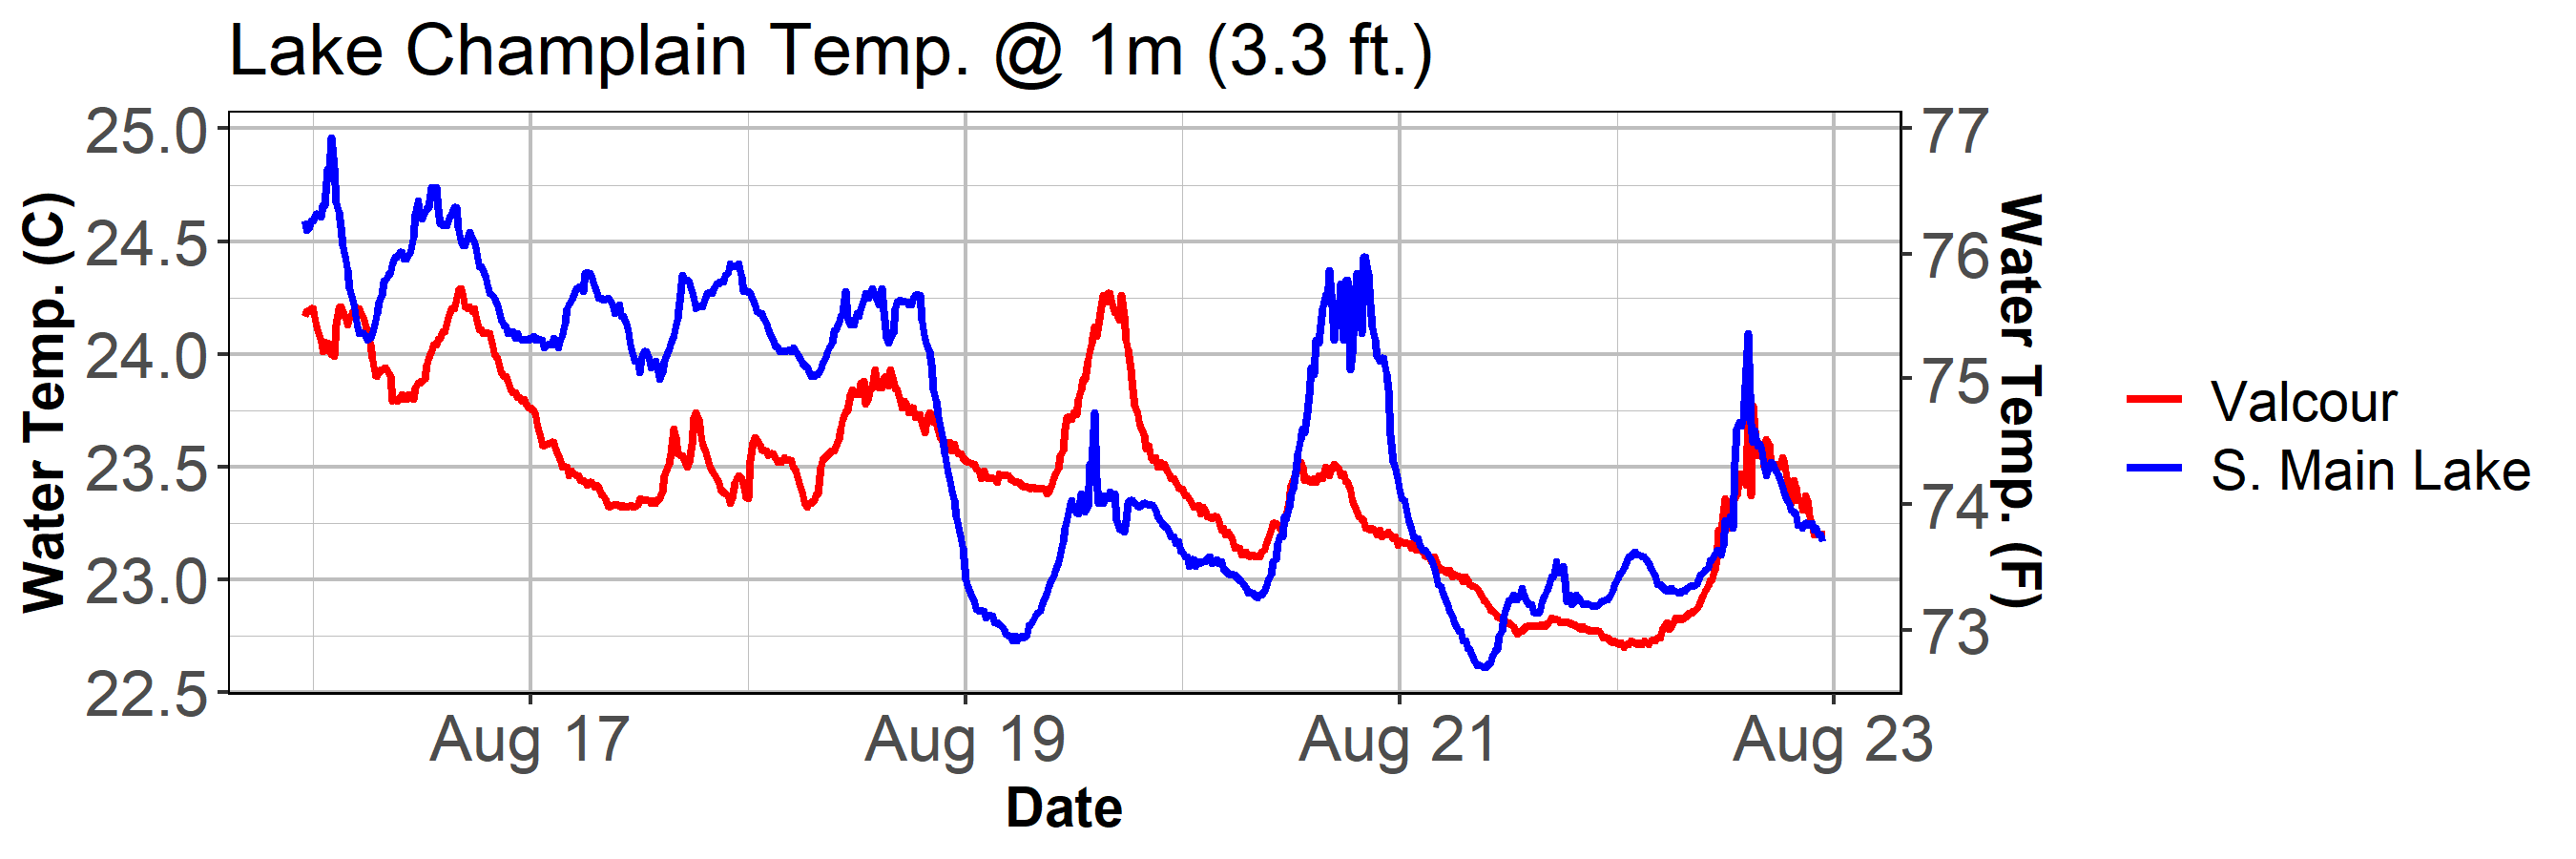 Lake Champlain Temp. @ 1m (3.3 ft.)
Water Temp. (C)
25.0
24.5
24.0
23.5
23.0
22.5
77
76
75
74
73
Water Temp. (F)
Aug 17
Aug 19
Aug 21
Aug 23
Date
Valcour
S. Main Lake